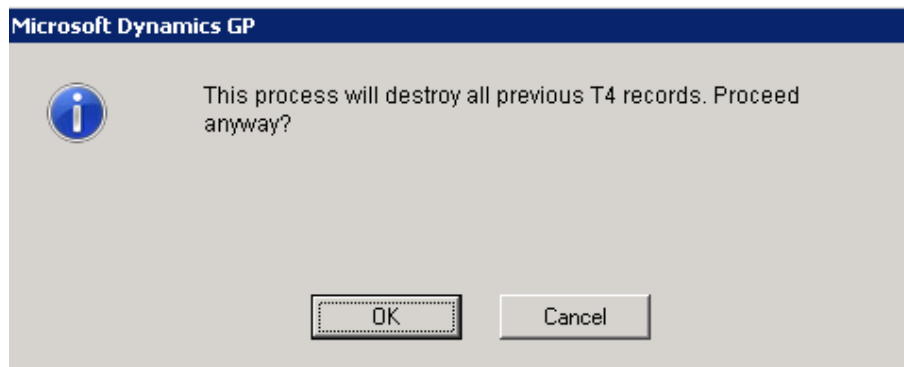 Microsoft Dynamics GP
This process will destroy all previous T4 records. Proceed
anyway?
OK
Cancel